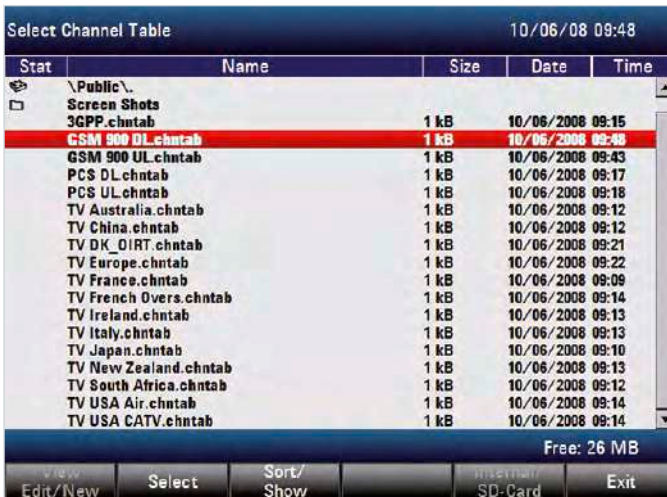 Select Channel Table 10/06/08 09:48
Stat Name Size Date Time
\Public\.
Screen Shots
3GPP.chntab 1 kB 10/06/2008 09:15
GSM 900 DL.chntab 1 kB 10/06/2008 09:48
GSM 900 UL.chntab 1 kB 10/06/2008 09:43
PCS DL.chntab 1 kB 10/06/2008 09:17
PCS UL.chntab 1 kB 10/06/2008 09:18
TV Australia.chntab 1 kB 10/06/2008 09:12
TV China.chntab 1 kB 10/06/2008 09:12
TV DK_OIRT.chntab 1 kB 10/06/2008 09:21
TV Europe.chntab 1 kB 10/06/2008 09:22
TV France.chntab 1 kB 10/06/2008 09:09
TV French Overs.chntab 1 kB 10/06/2008 09:14
TV Ireland.chntab 1 kB 10/06/2008 09:13
TV Italy.chntab 1 kB 10/06/2008 09:13
TV Japan.chntab 1 kB 10/06/2008 09:10
TV New Zealand.chntab 1 kB 10/06/2008 09:13
TV South Africa.chntab 1 kB 10/06/2008 09:12
TV USA Air.chntab 1 kB 10/06/2008 09:14
TV USA CATV.chntab 1 kB 10/06/2008 09:14
Free: 26 MB
View Sort/ Internal/
Edit/New Select Show SD-Card Exit